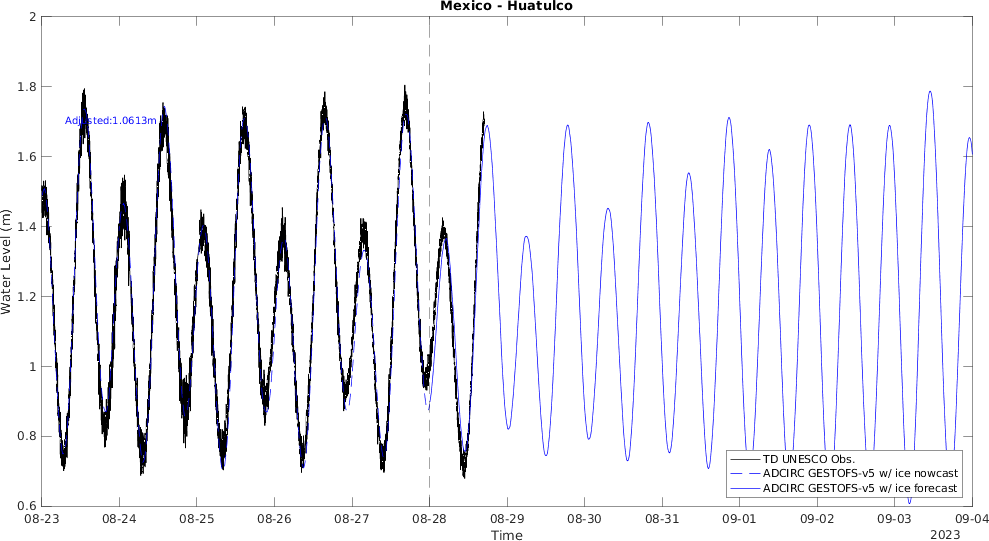 Mexico - Huatulco
2
1.8
1.6
1.4
1.2
1
0.8
0.6
Water Level (m)
Adjusted:1.0613m
TD UNESCO Obs.
ADCIRC GESTOFS-v5 w/ ice nowcast
ADCIRC GESTOFS-v5 w/ ice forecast
08-23 08-24 08-25 08-26 08-27 08-28 08-29 08-30 08-31 09-01 09-02 09-03 09-04
Time
2023